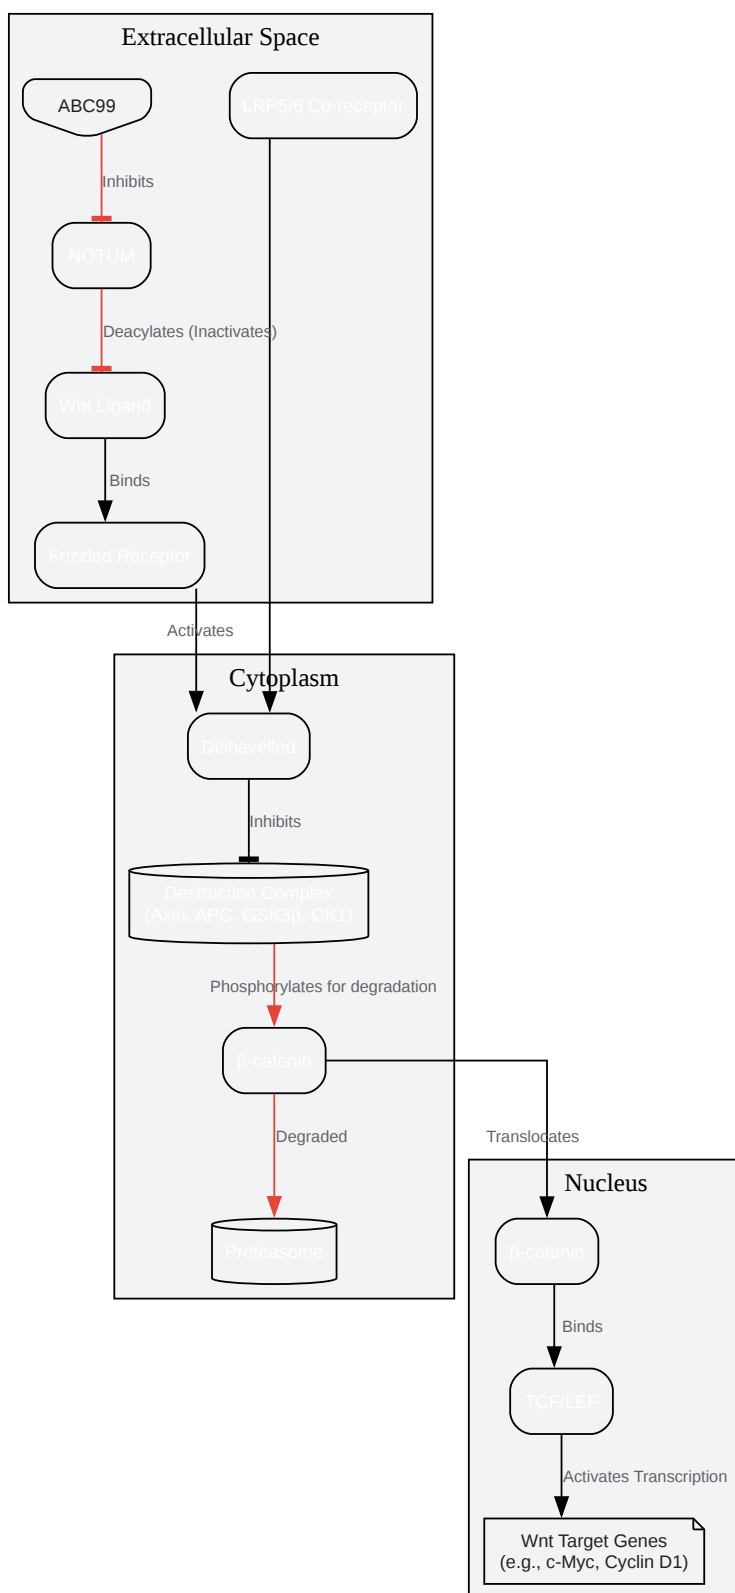 Extracellular Space
ABC99
LRP5/6 Co-receptor
Inhibits
NOTUM
Deacylates (Inactivates)
Wnt Ligand
Binds
Frizzled Receptor
Activates
Cytoplasm
Dishevelled
Inhibits
Destruction Complex
(Axin, APC, GSK3β, CK1)
Phosphorylates for degradation
β-catenin
Degraded
Translocates
Proteasome
Nucleus
β-catenin
Binds
TCF/LEF
Activates Transcription
Wnt Target Genes
(e.g., c-Myc, Cyclin D1)